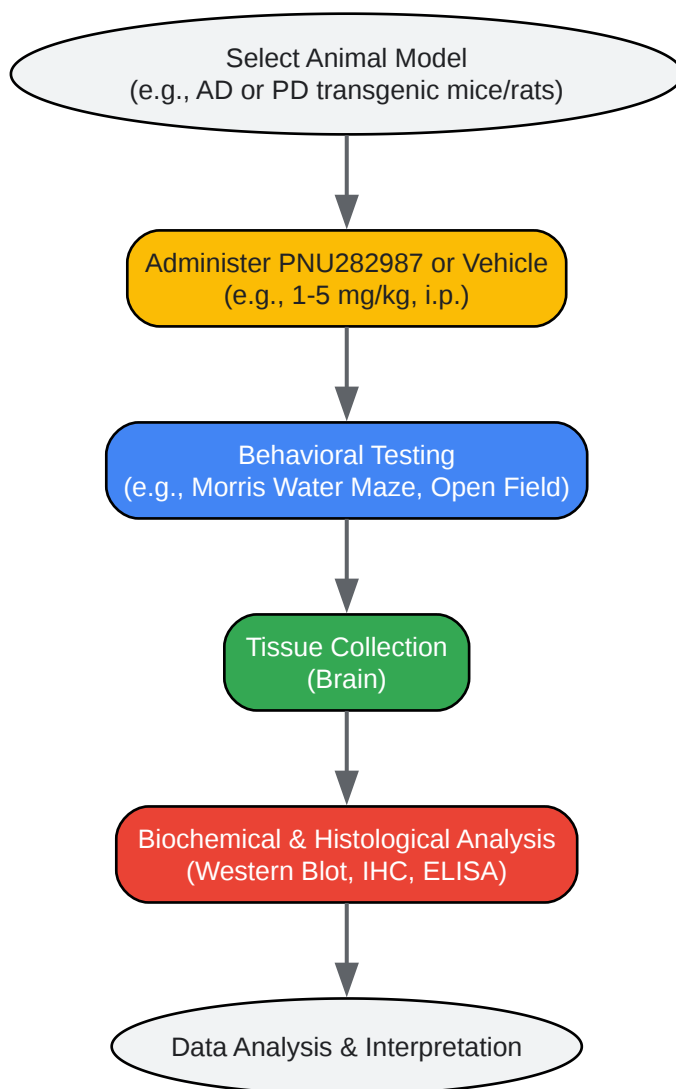 Select Animal Model
(e.g., AD or PD transgenic mice/rats)
Administer PNU282987 or Vehicle
(e.g., 1-5 mg/kg, i.p.)
Behavioral Testing
(e.g., Morris Water Maze, Open Field)
Tissue Collection
(Brain)
Biochemical & Histological Analysis
(Western Blot, IHC, ELISA)
Data Analysis & Interpretation